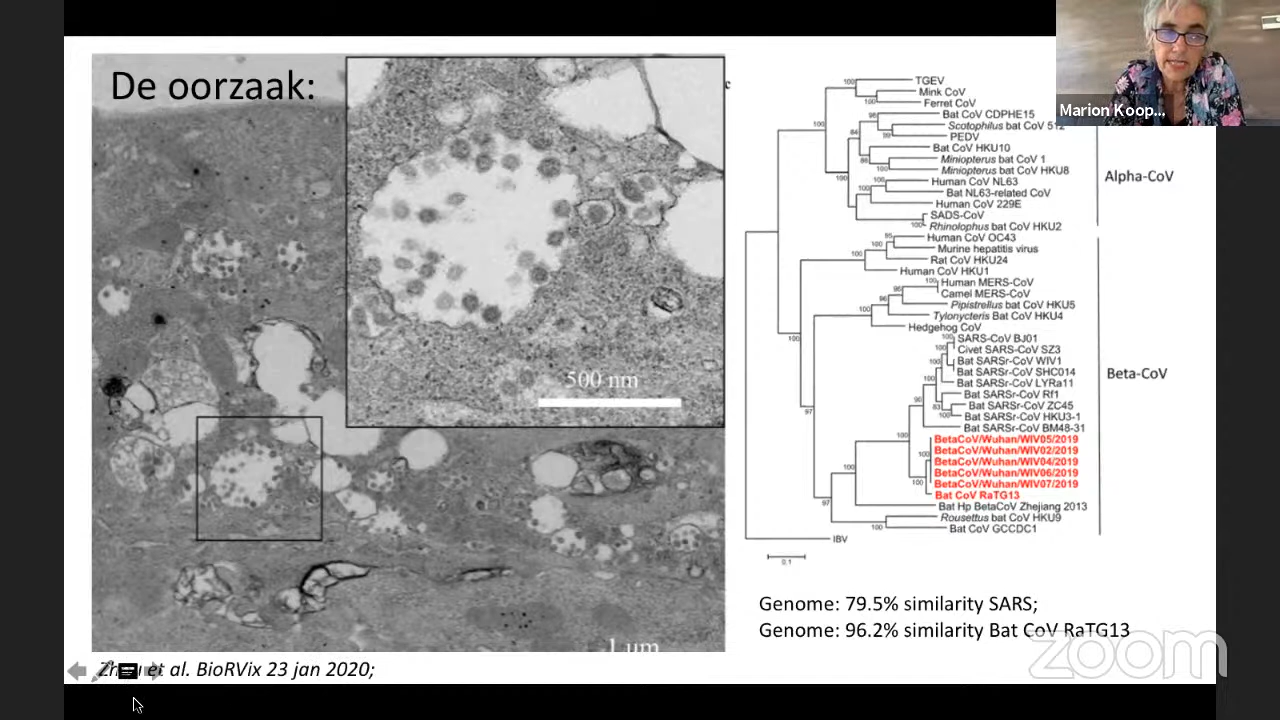 De oorzaak:
500 nm
1 µm
TGEV
Mink CoV
Ferret CoV
Bat CoV CDPHE15
Scotophilus bat CoV 512
PEDV
Bat CoV HKU10
Miniopterus bat CoV 1
Miniopterus bat CoV HKU8
Human CoV NL63
Bat NL63-related CoV
Human CoV 229E
SADS-CoV
Rhinolophus bat CoV HKU2
Human CoV OC43
Murine hepatitis virus
Rat CoV HKU24
Human CoV HKU1
Human MERS-CoV
Camel MERS-CoV
Pipistrellus bat CoV HKU5
Tylonycteris Bat CoV HKU4
Hedgehog CoV
SARS-CoV BJ01
Civet SARS-CoV SZ3
Bat SARSr-CoV WIV1
Bat SARSr-CoV SHC014
Bat SARSr-CoV LYRa11
Bat SARSr-CoV Rf1
Bat SARSr-CoV ZC45
Bat SARSr-CoV HKU3-1
Bat SARSr-CoV BM48-31
BetaCoV/Wuhan/WIV05/2019
BetaCoV/Wuhan/WIV02/2019
BetaCoV/Wuhan/WIV04/2019
BetaCoV/Wuhan/WIV06/2019
BetaCoV/Wuhan/WIV07/2019
Bat CoV RaTG13
Bat Hp BetaCoV Zhejiang 2013
Rousettus bat CoV HKU9
Bat CoV GCCDC1
IBV
0.1
Alpha-CoV
Beta-CoV
Marion Koop...
Genome: 79.5% similarity SARS;
Genome: 96.2% similarity Bat CoV RaTG13
et al. BioRVix 23 jan 2020;
zoom